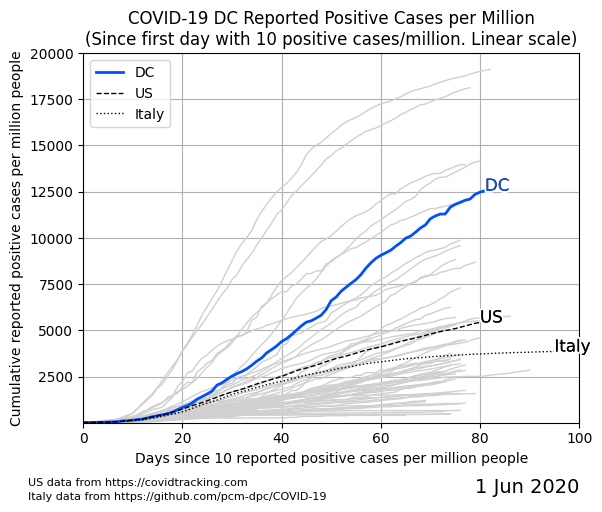 COVID-19 DC Reported Positive Cases per Million
(Since first day with 10 positive cases/million. Linear scale)
Cumulative reported positive cases per million people
20000
17500
15000
12500
10000
7500
5000
2500
DC
US
Italy
DC
US
Italy
0 20 40 60 80 100
Days since 10 reported positive cases per million people
US data from https://covidtracking.com
Italy data from https://github.com/pcm-dpc/COVID-19
1 Jun 2020